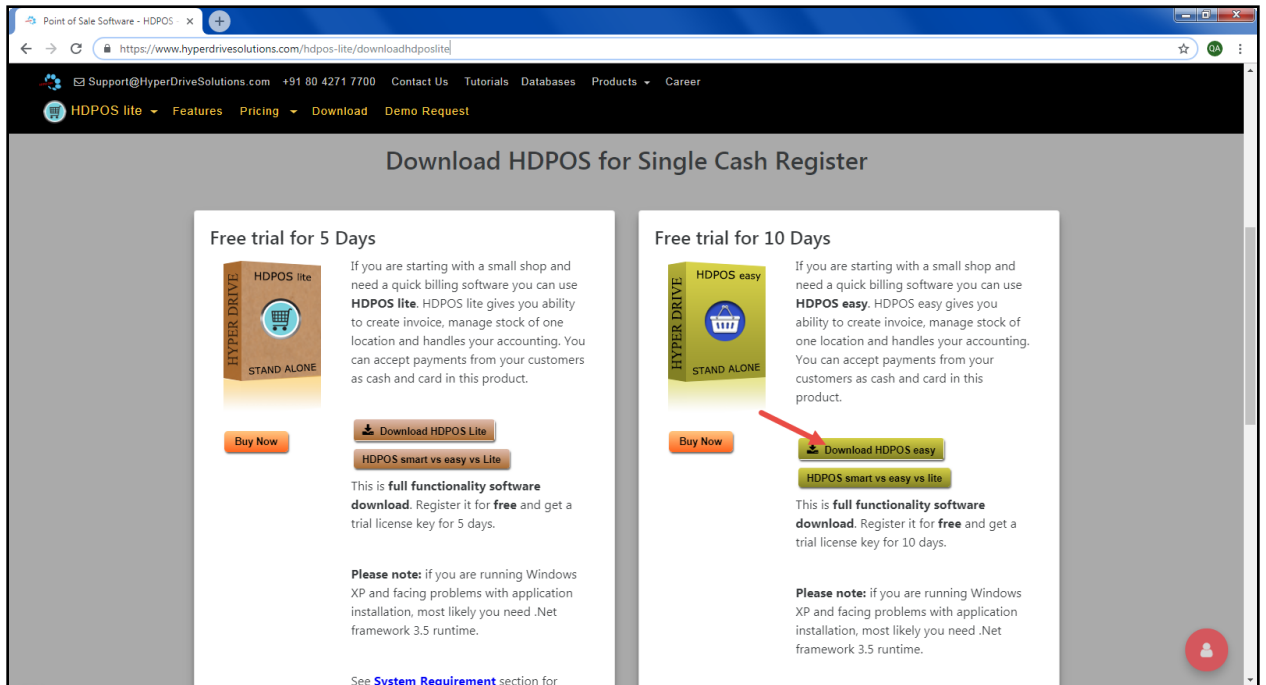 Point of Sale Software - HDPOS -
https://www.hyperdrivesolutions.com/hdpos-lite/downloadhdposlite
QA
Support@HyperDriveSolutions.com +91 80 4271 7700 Contact Us Tutorials Databases Products Career
HDPOS lite Features Pricing Download Demo Request
Download HDPOS for Single Cash Register
Free trial for 5 Days
HDPOS lite
HYPER DRIVE
STAND ALONE
If you are starting with a small shop and
need a quick billing software you can use
HDPOS lite. HDPOS lite gives you ability
to create invoice, manage stock of one
location and handles your accounting. You
can accept payments from your customers
as cash and card in this product.
Buy Now
Download HDPOS Lite
HDPOS smart vs easy vs Lite
This is full functionality software
download. Register it for free and get a
trial license key for 5 days.
Please note: if you are running Windows
XP and facing problems with application
installation, most likely you need .Net
framework 3.5 runtime.
See System Requirement section for
Free trial for 10 Days
HDPOS easy
HYPER DRIVE
STAND ALONE
If you are starting with a small shop and
need a quick billing software you can use
HDPOS easy. HDPOS easy gives you
ability to create invoice, manage stock of
one location and handles your accounting.
You can accept payments from your
customers as cash and card in this
product.
Buy Now
Download HDPOS easy
HDPOS smart vs easy vs lite
This is full functionality software
download. Register it for free and get a
trial license key for 10 days.
Please note: if you are running Windows
XP and facing problems with application
installation, most likely you need .Net
framework 3.5 runtime.